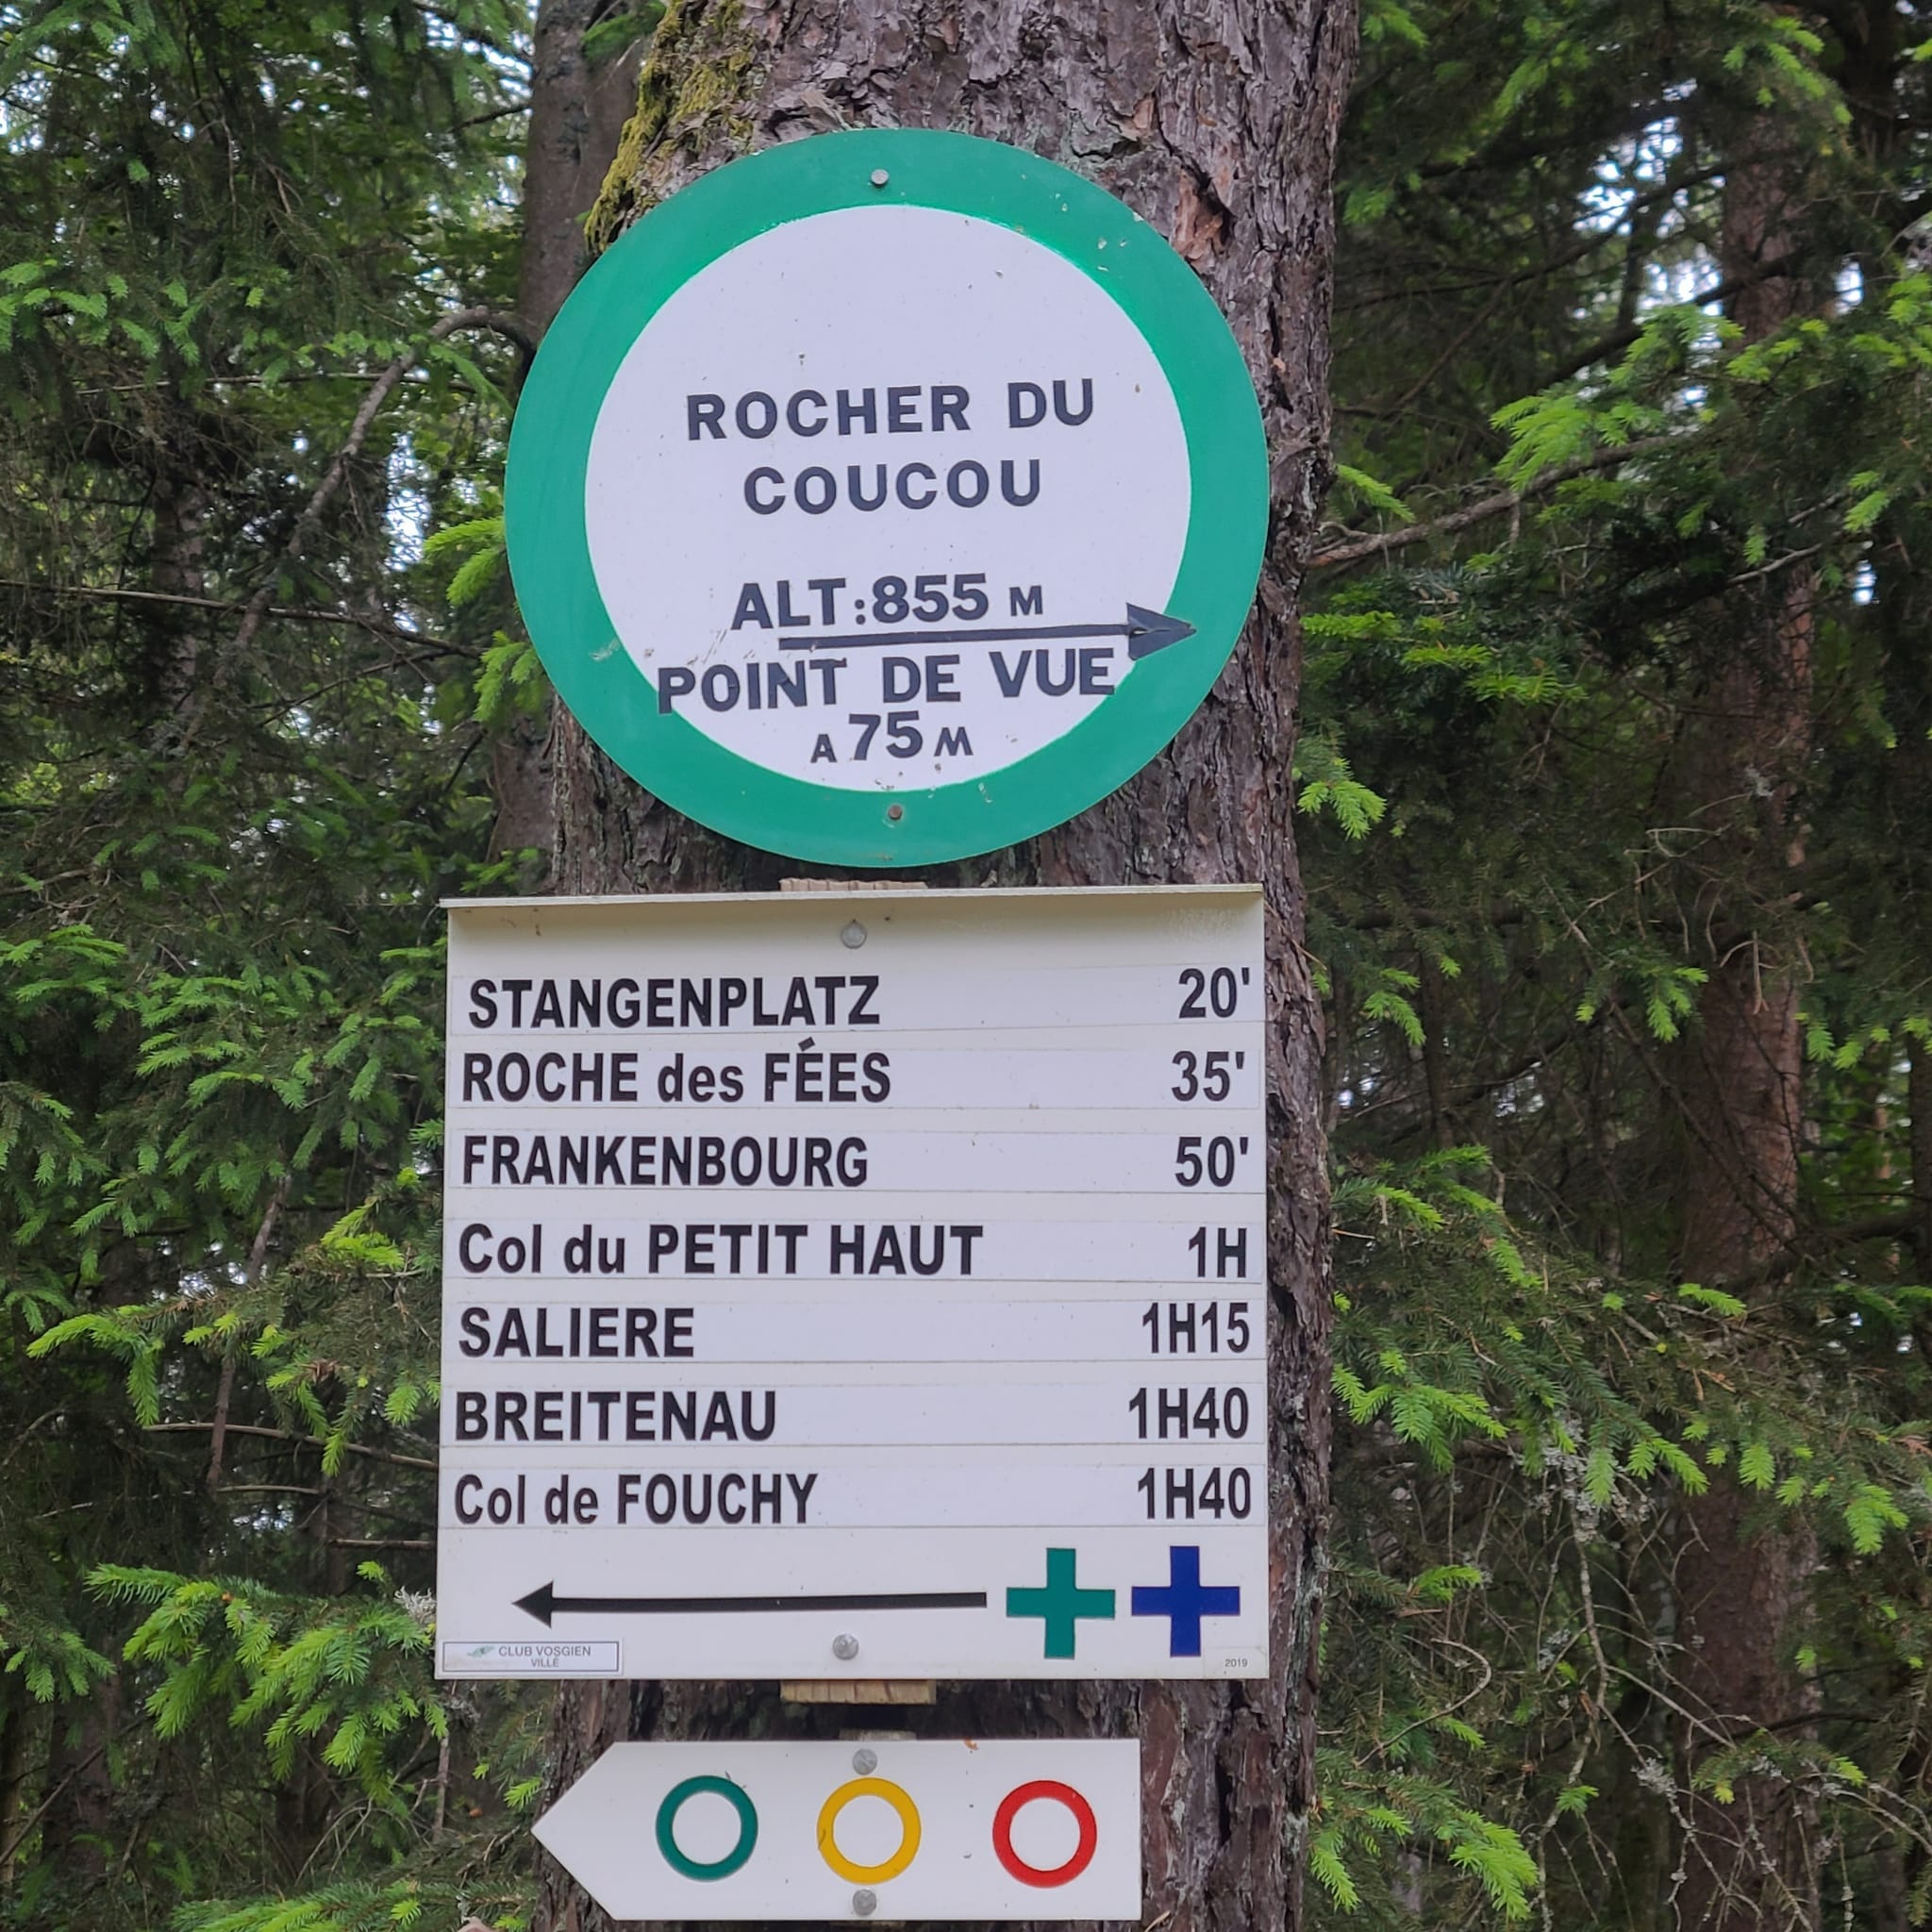 ROCHER DU
COUCOU
ALT:855 M
POINT DE VUE
A 75 M
STANGENPLATZ 20'
ROCHE des FÉES 35'
FRANKENBOURG 50'
Col du PETIT HAUT 1H
SALIERE 1H15
BREITENAU 1H40
Col de FOUCHY 1H40
CLUB VOSGIEN
VILLÉ
2019